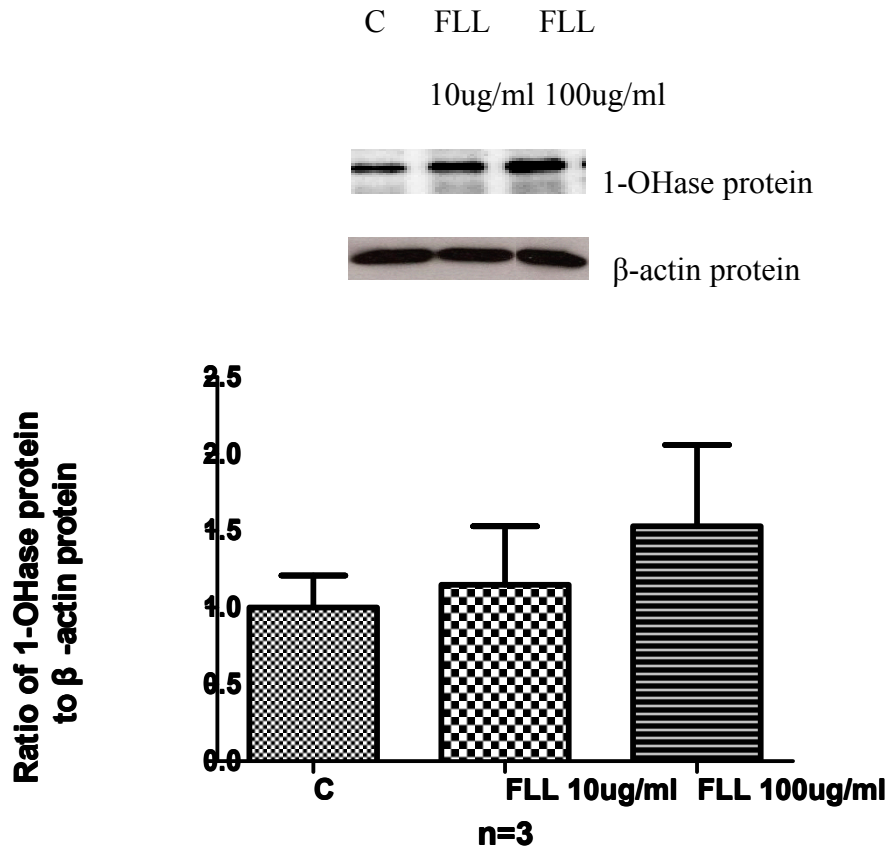 C FLL FLL
10ug/ml 100ug/ml
1-OHase protein
β-actin protein
Ratio of 1-OHase protein
to β -actin protein
2.5
2.0
1.5
1.0
0.5
0.0
C FLL 10ug/ml FLL 100ug/ml
n=3